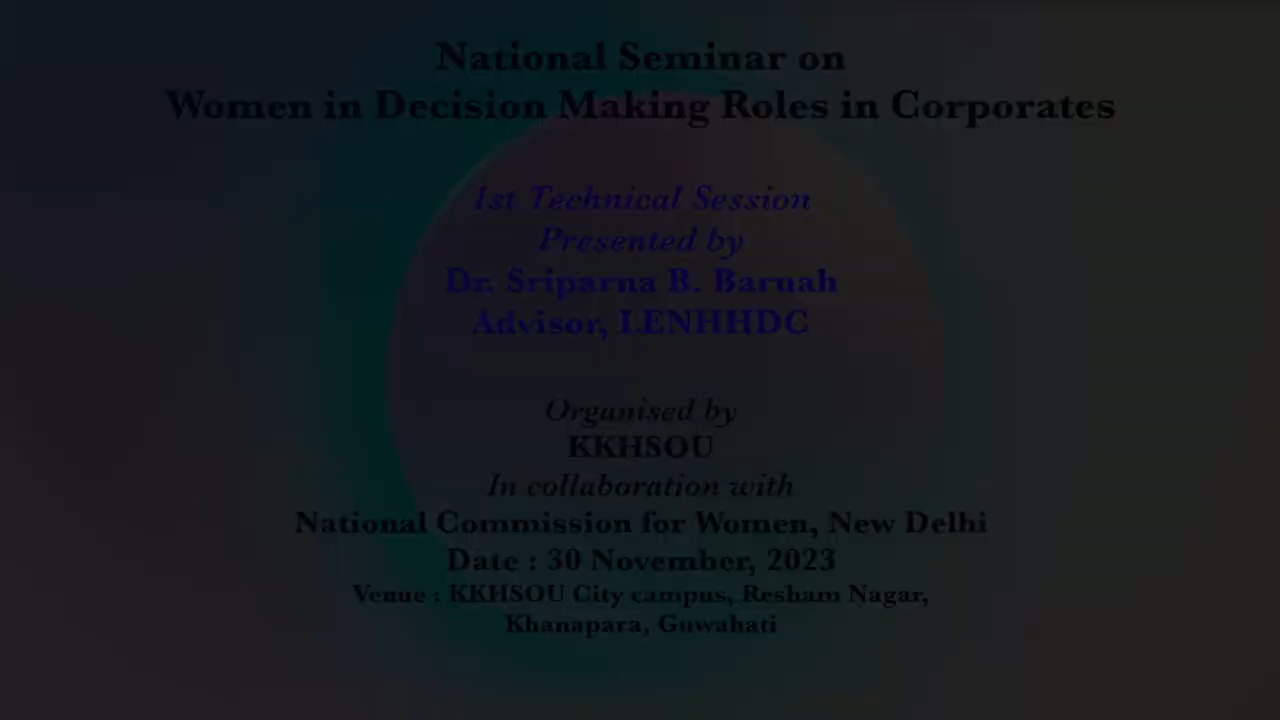 National Seminar on
Women in Decision Making Roles in Corporates
1st Technical Session
Presented by
Dr. Sriparna B. Baruah
Advisor, LENHHDC
Organised by
KKHSOU
In collaboration with
National Commission for Women, New Delhi
Date : 30 November, 2023
Venue : KKHSOU City campus, Resham Nagar,
Khanapara, Guwahati